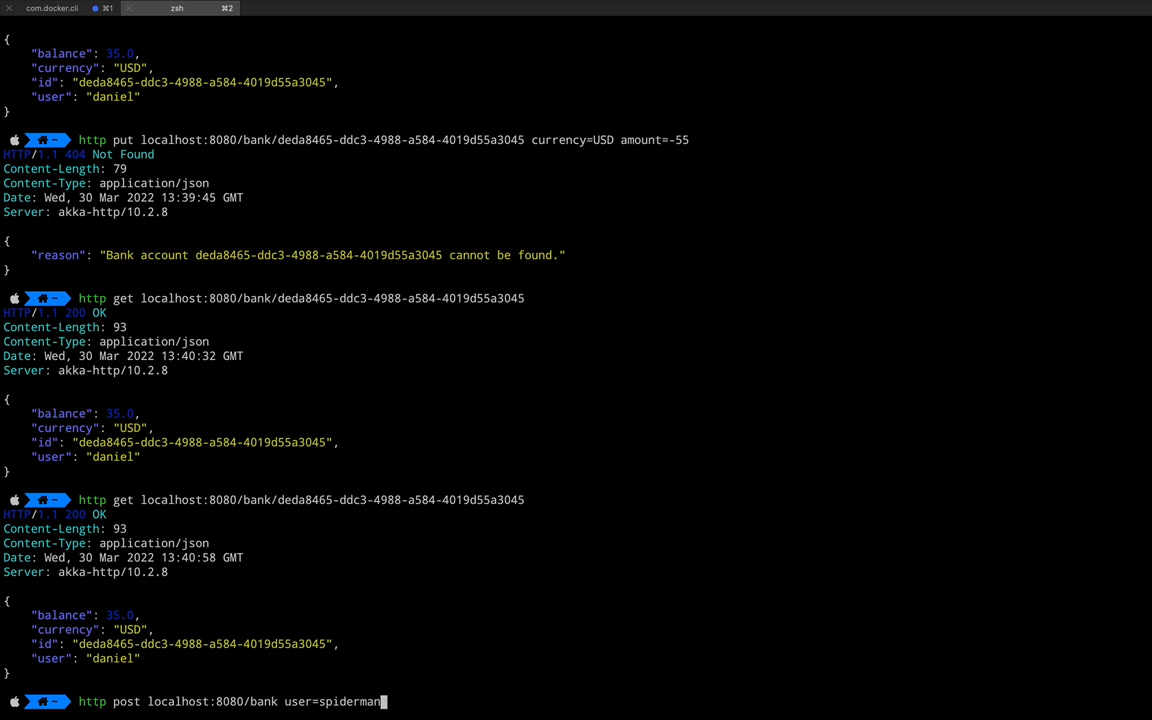 com.docker.cli ⌘1 zsh ⌘2
{
    "balance": 35.0,
    "currency": "USD",
    "id": "deda8465-ddc3-4988-a584-4019d55a3045",
    "user": "daniel"
}
~ http put localhost:8080/bank/deda8465-ddc3-4988-a584-4019d55a3045 currency=USD amount=-55
HTTP/1.1 404 Not Found
Content-Length: 79
Content-Type: application/json
Date: Wed, 30 Mar 2022 13:39:45 GMT
Server: akka-http/10.2.8
{
    "reason": "Bank account deda8465-ddc3-4988-a584-4019d55a3045 cannot be found."
}
~ http get localhost:8080/bank/deda8465-ddc3-4988-a584-4019d55a3045
HTTP/1.1 200 OK
Content-Length: 93
Content-Type: application/json
Date: Wed, 30 Mar 2022 13:40:32 GMT
Server: akka-http/10.2.8
{
    "balance": 35.0,
    "currency": "USD",
    "id": "deda8465-ddc3-4988-a584-4019d55a3045",
    "user": "daniel"
}
~ http get localhost:8080/bank/deda8465-ddc3-4988-a584-4019d55a3045
HTTP/1.1 200 OK
Content-Length: 93
Content-Type: application/json
Date: Wed, 30 Mar 2022 13:40:58 GMT
Server: akka-http/10.2.8
{
    "balance": 35.0,
    "currency": "USD",
    "id": "deda8465-ddc3-4988-a584-4019d55a3045",
    "user": "daniel"
}
~ http post localhost:8080/bank user=spiderman